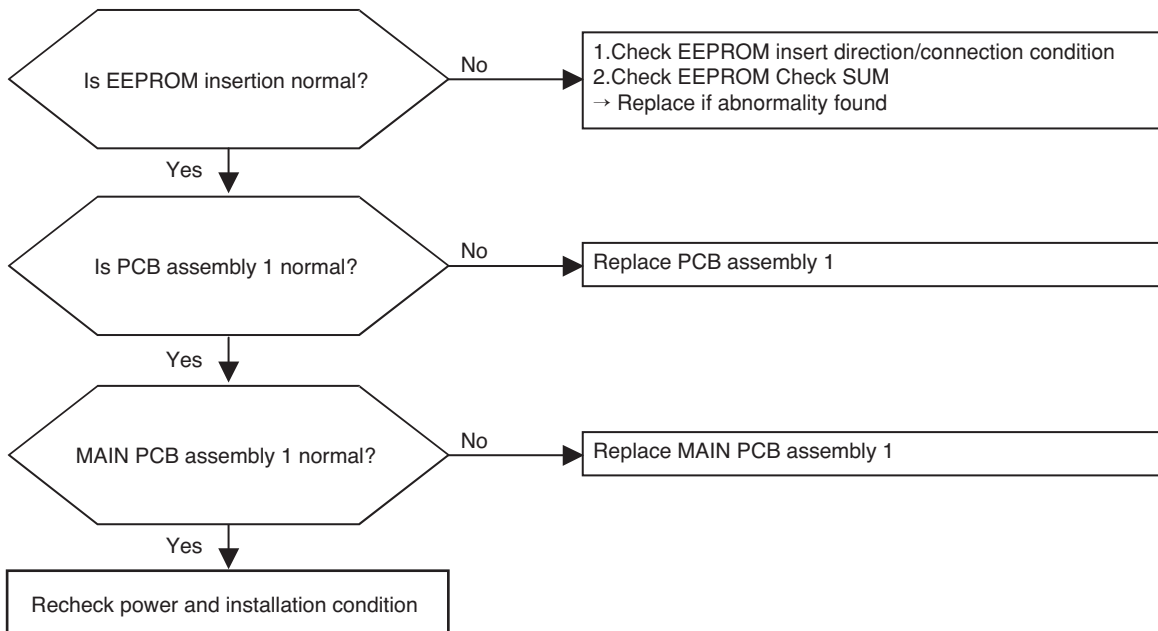 Is EEPROM insertion normal?
No
1.Check EEPROM insert direction/connection condition
2.Check EEPROM Check SUM
→ Replace if abnormality found
Yes
Is PCB assembly 1 normal?
No
Replace PCB assembly 1
Yes
MAIN PCB assembly 1 normal?
No
Replace MAIN PCB assembly 1
Yes
Recheck power and installation condition